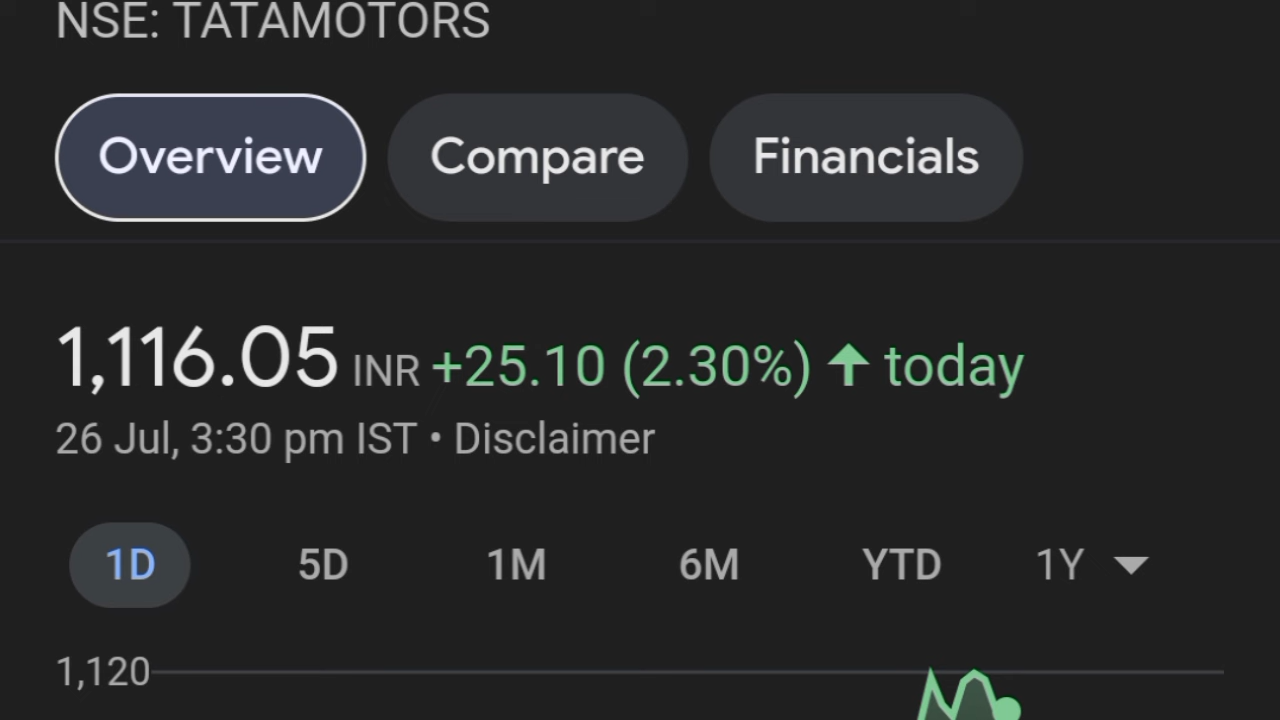 NSE: TATAMOTORS
Overview Compare Financials
1,116.05 INR +25.10 (2.30%) ↑ today
26 Jul, 3:30 pm IST • Disclaimer
1D 5D 1M 6M YTD 1Y
1,120